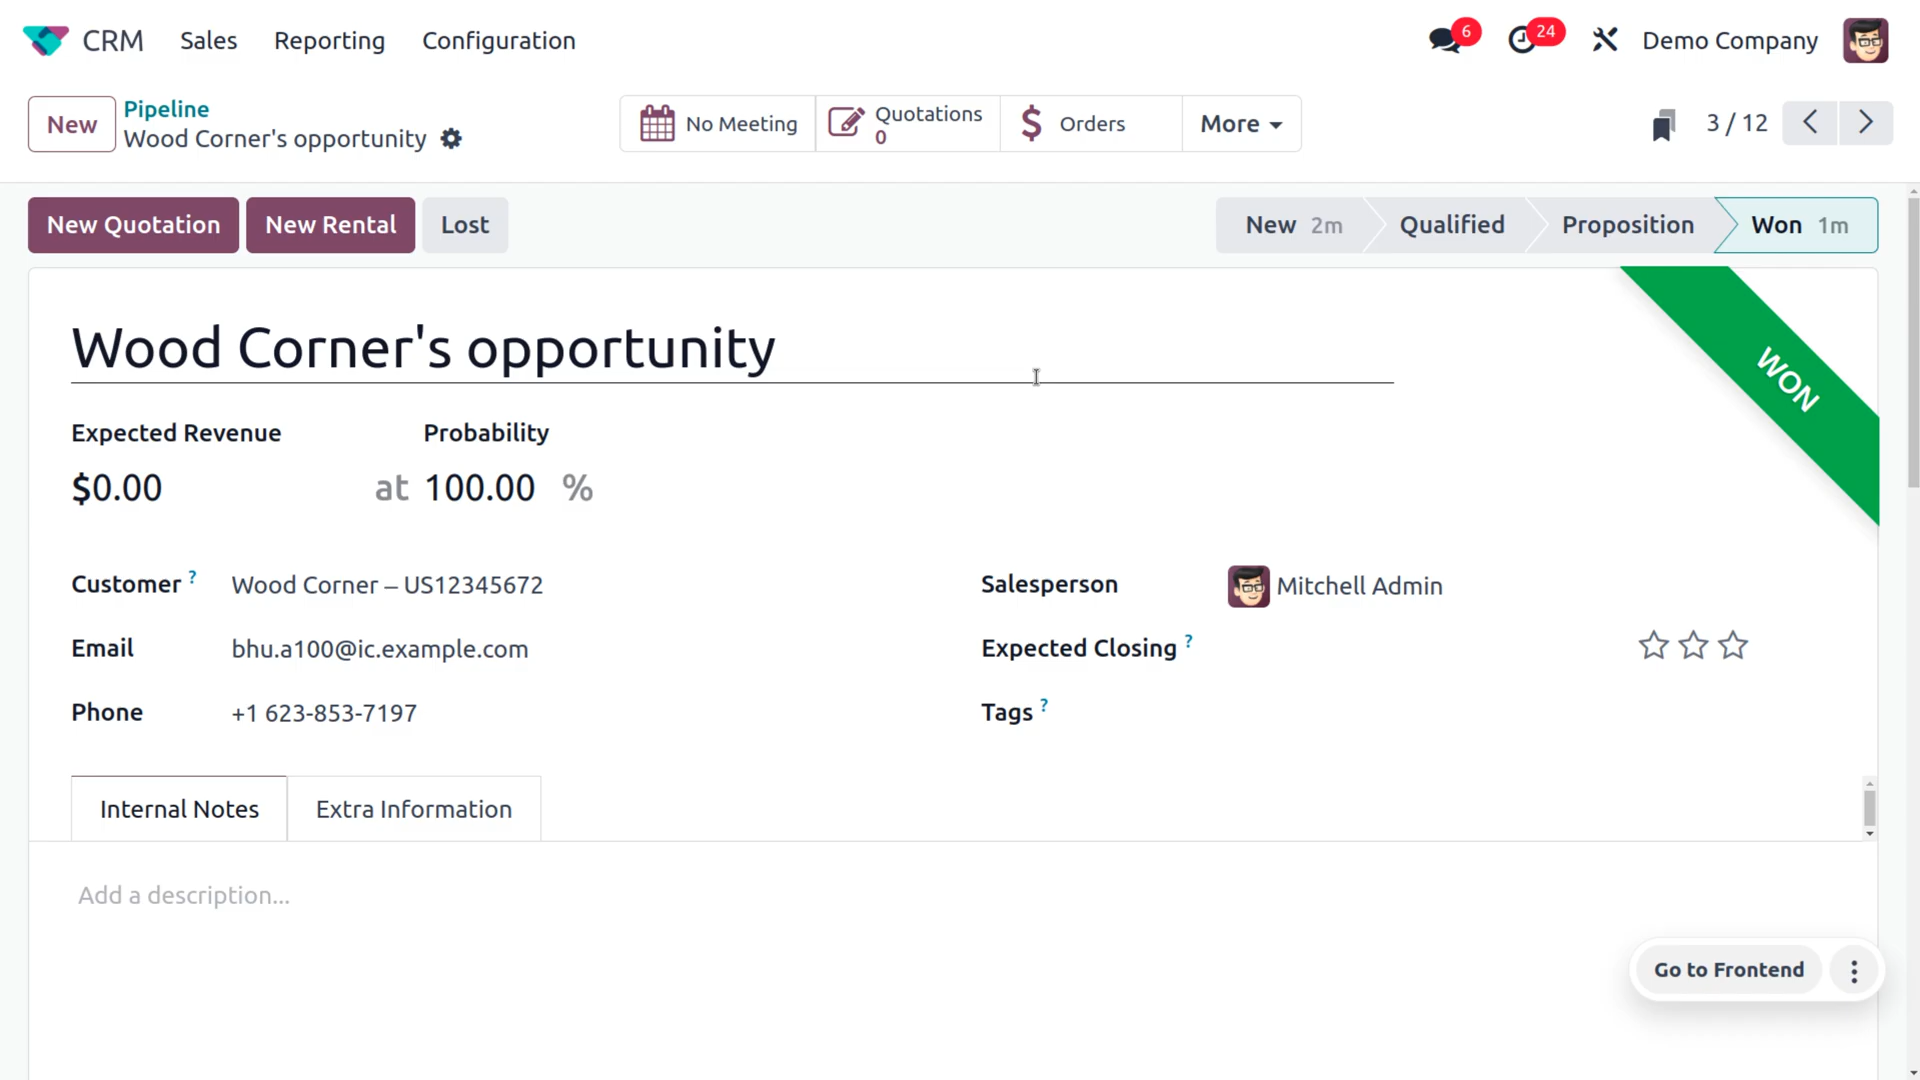 CRM Sales Reporting Configuration 6 24 Demo Company
New Pipeline
Wood Corner's opportunity
No Meeting Quotations 0 Orders More 3 / 12
New Quotation New Rental Lost New 2m Qualified Proposition Won 1m
WON
Wood Corner's opportunity
Expected Revenue Probability
$0.00 at 100.00 %
Customer ? Wood Corner – US12345672 Salesperson Mitchell Admin
Email bhu.a100@ic.example.com Expected Closing ?
Phone +1 623-853-7197 Tags ?
Internal Notes Extra Information
Add a description...
Go to Frontend